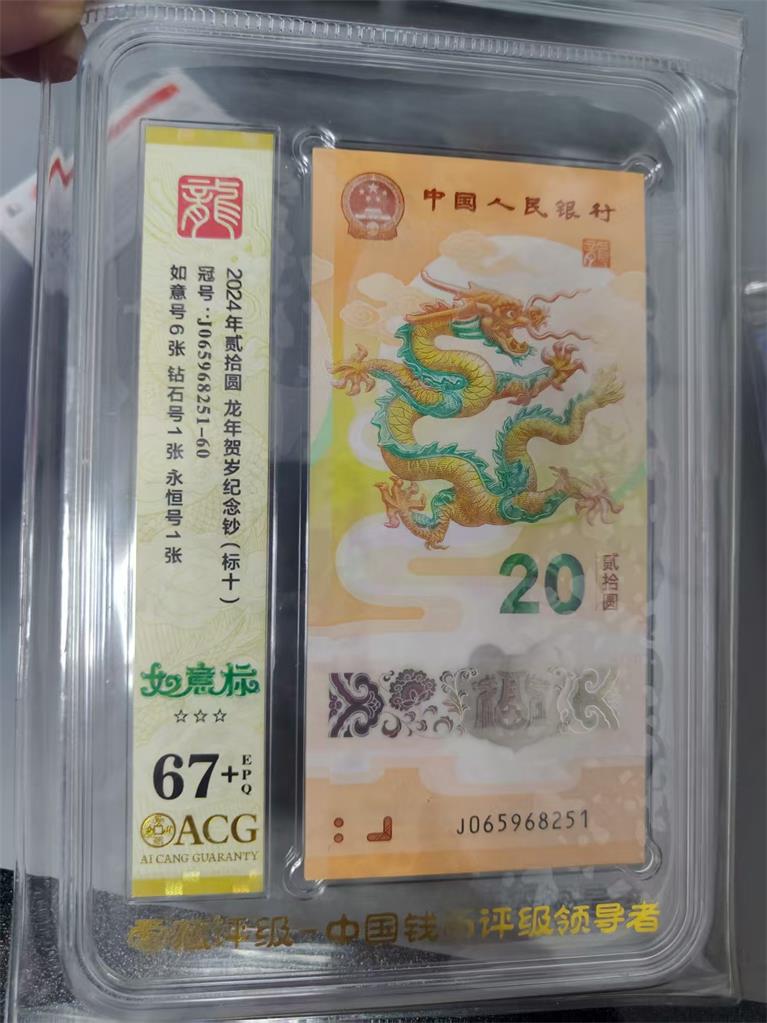 龍
2024年贰拾圆 龙年贺岁纪念钞(标十)
冠号:J065968251-60
如意号6张 钻石号1张 永恒号1张
如意标
☆☆☆
67+
EPQ
ACG
AI CANG GUARANTY
中国人民银行
龍
20
贰拾圆
J065968251
评级-中国钱币评级领导者